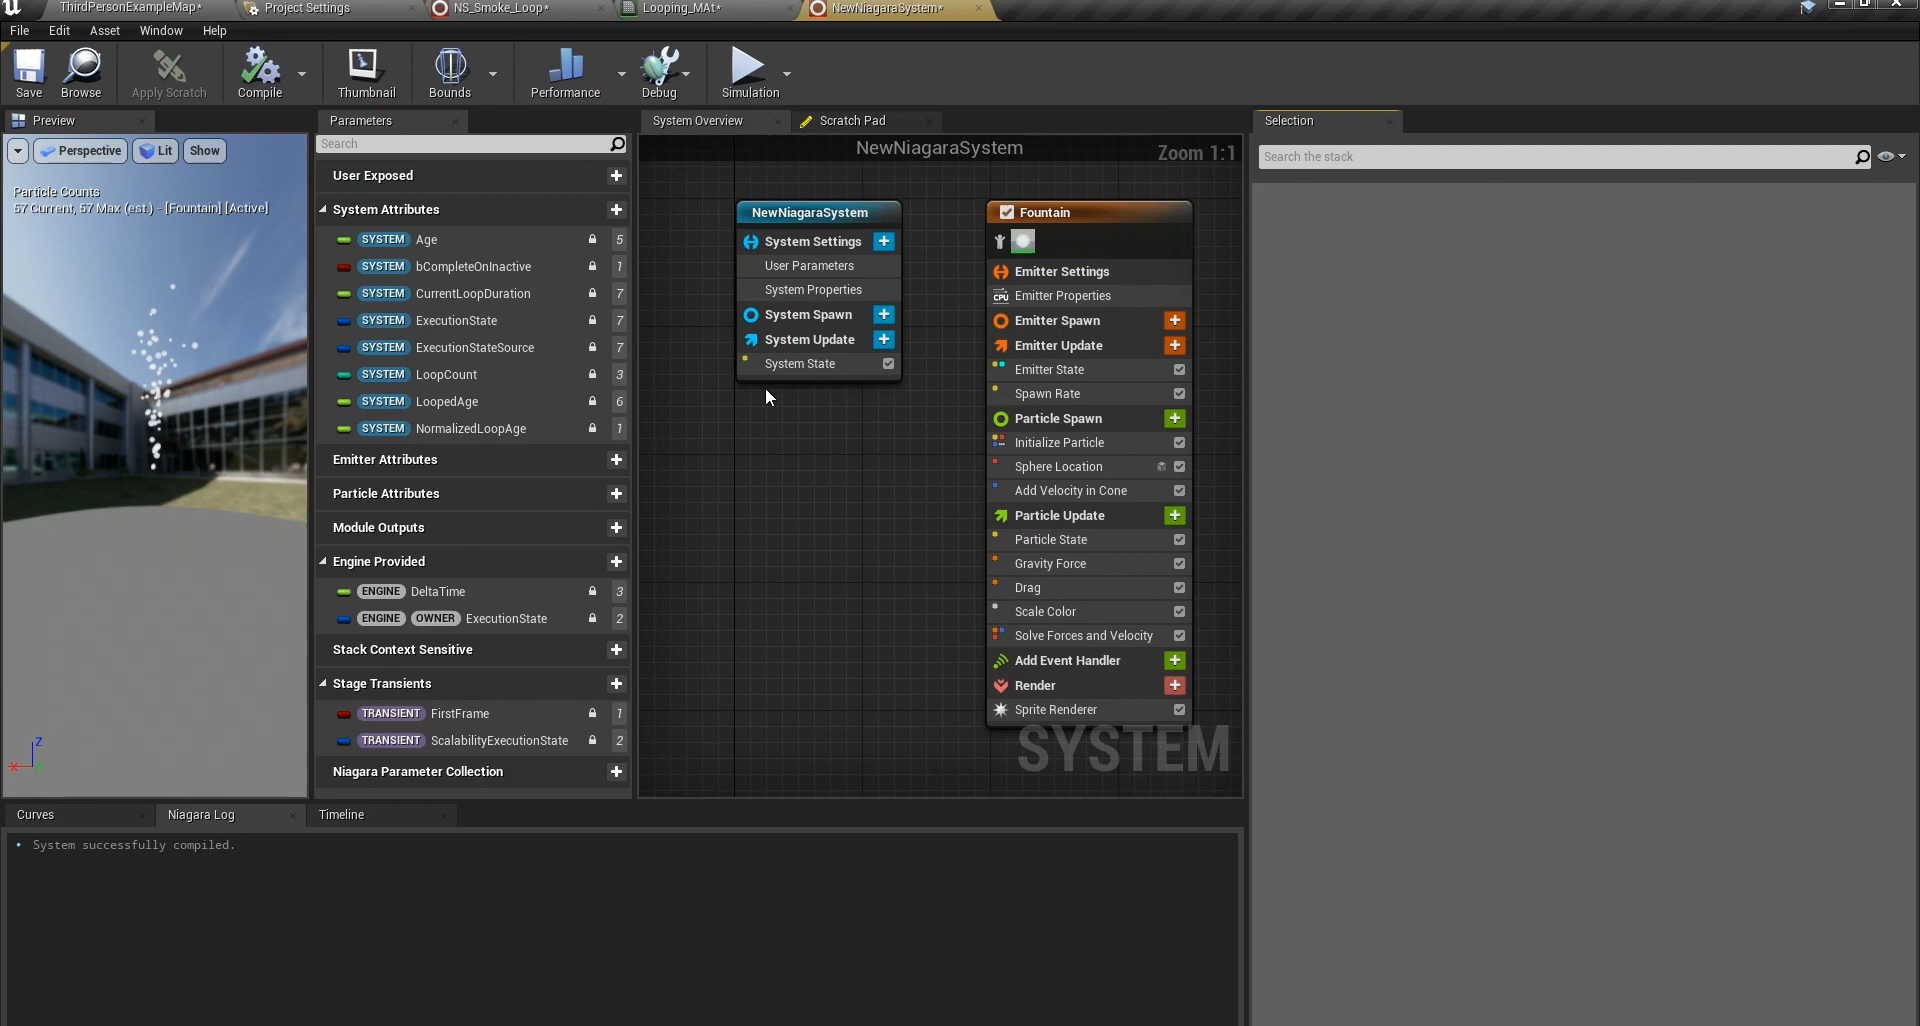 ThirdPersonExampleMap*
Project Settings
NS_Smoke_Loop*
Looping_MAt*
NewNiagaraSystem*
File
Edit
Asset
Window
Help
Save
Browse
Apply Scratch
Compile
Thumbnail
Bounds
Performance
Debug
Simulation
Preview
Parameters
System Overview
Scratch Pad
Selection
Perspective
Lit
Show
Particle Counts
57 Current, 57 Max (est.) - [Fountain] [Active]
Z
X
Search
User Exposed
System Attributes
SYSTEM Age 5
SYSTEM bCompleteOnInactive 1
SYSTEM CurrentLoopDuration 7
SYSTEM ExecutionState 7
SYSTEM ExecutionStateSource 7
SYSTEM LoopCount 3
SYSTEM LoopedAge 6
SYSTEM NormalizedLoopAge 1
Emitter Attributes
Particle Attributes
Module Outputs
Engine Provided
ENGINE DeltaTime 3
ENGINE OWNER ExecutionState 2
Stack Context Sensitive
Stage Transients
TRANSIENT FirstFrame 1
TRANSIENT ScalabilityExecutionState 2
Niagara Parameter Collection
NewNiagaraSystem
Zoom 1:1
NewNiagaraSystem
System Settings
User Parameters
System Properties
System Spawn
System Update
System State
Fountain
Emitter Settings
CPU Emitter Properties
Emitter Spawn
Emitter Update
Emitter State
Spawn Rate
Particle Spawn
Initialize Particle
Sphere Location
Add Velocity in Cone
Particle Update
Particle State
Gravity Force
Drag
Scale Color
Solve Forces and Velocity
Add Event Handler
Render
Sprite Renderer
SYSTEM
Search the stack
Curves
Niagara Log
Timeline
• System successfully compiled.